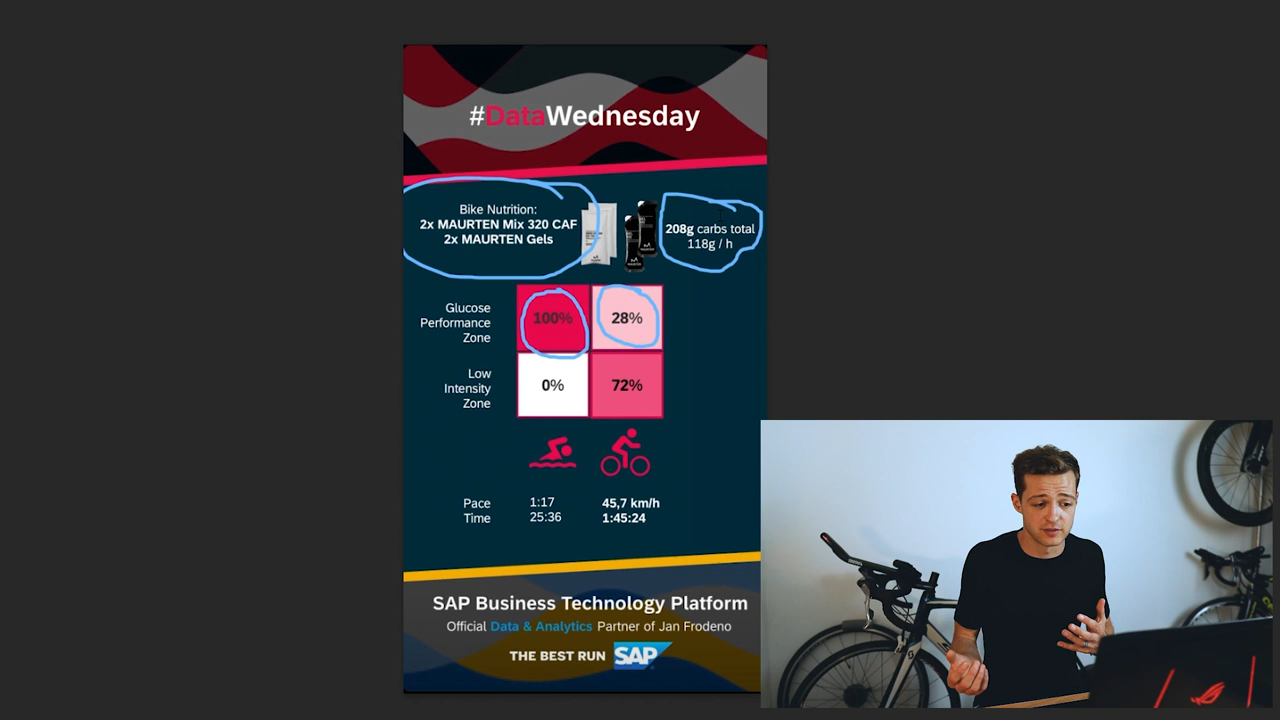 #DataWednesday
Bike Nutrition:
2x MAURTEN Mix 320 CAF
2x MAURTEN Gels
208g carbs total
118g / h
Glucose
Performance
Zone
100%
28%
Low
Intensity
Zone
0%
72%
Pace
1:17
45,7 km/h
Time
25:36
1:45:24
SAP Business Technology Platform
Official Data & Analytics Partner of Jan Frodeno
THE BEST RUN SAP